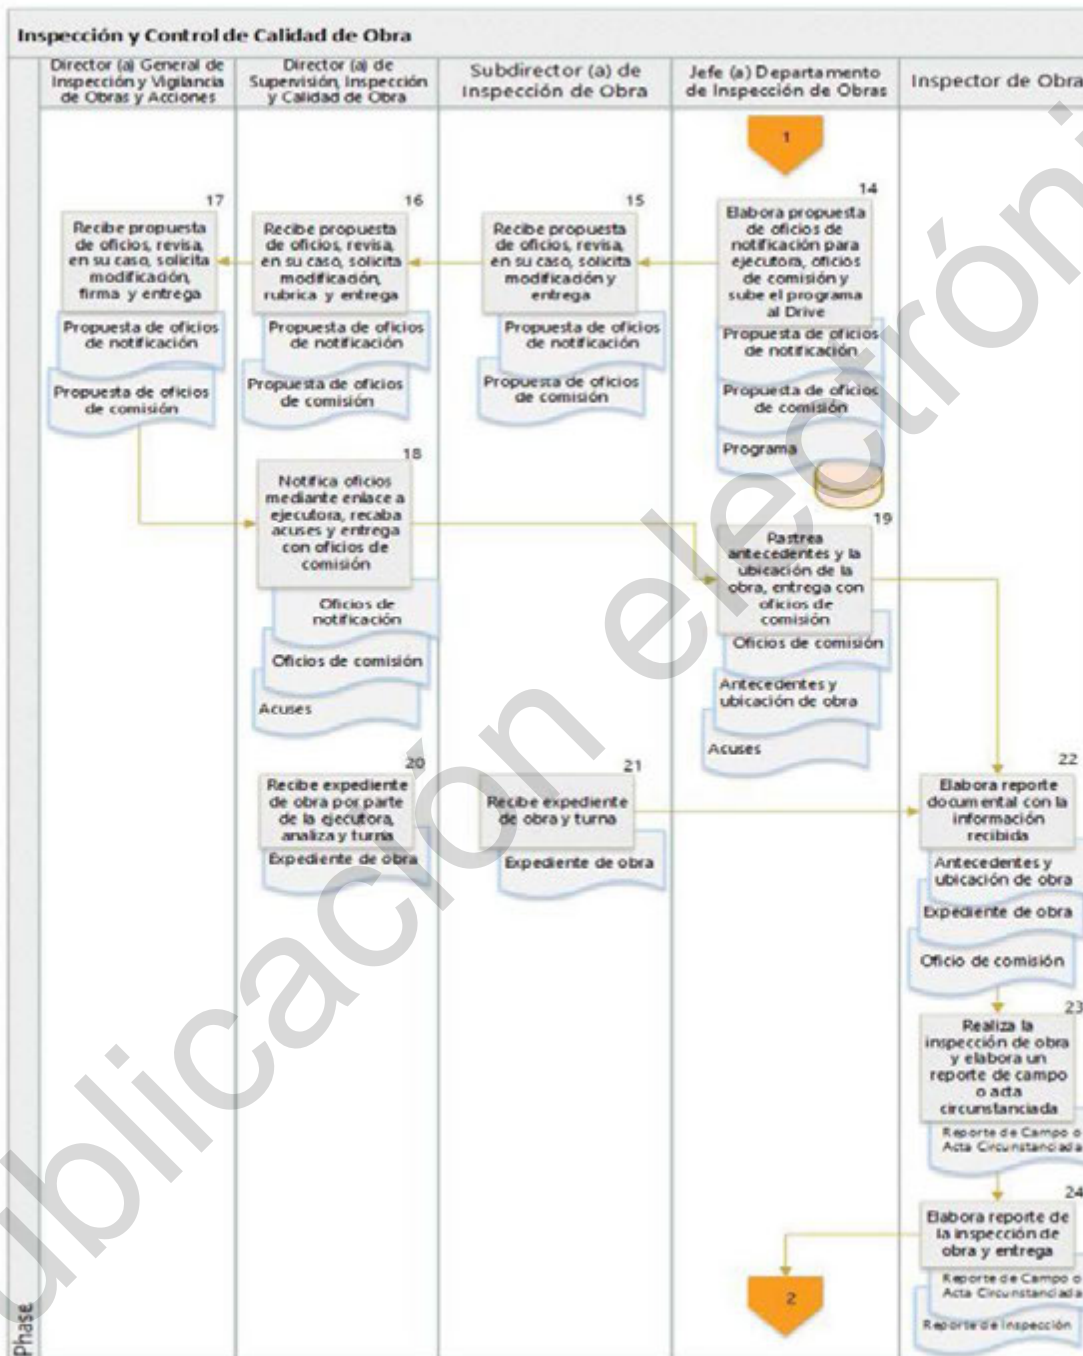 Inspección y Control de Calidad de Obra
Director (a) General de
Inspección y Vigilancia
de Obras y Acciones
Director (a) de
Supervisión, Inspección
y Calidad de Obra
Subdirector (a) de
Inspección de Obra
Jefe (a) Departamento
de Inspección de Obras
Inspector de Obra
1
17
Recibe propuesta
de oficios, revisa,
en su caso, solicita
modificación,
firma y entrega
Propuesta de oficios
de notificación
Propuesta de oficios
de comisión
16
Recibe propuesta
de oficios, revisa,
en su caso, solicita
modificación,
rubrica y entrega
Propuesta de oficios
de notificación
Propuesta de oficios
de comisión
15
Recibe propuesta
de oficios, revisa,
en su caso, solicita
modificación y
entrega
Propuesta de oficios
de notificación
Propuesta de oficios
de comisión
14
Elabora propuesta
de oficios de
notificación para
ejecutora, oficios
de comisión y
sube el programa
al Drive
Propuesta de oficios
de notificación
Propuesta de oficios
de comisión
Programa
18
Notifica oficios
mediante enlace a
ejecutora, recaba
acuses y entrega
con oficios de
comisión
Oficios de
notificación
Oficios de comisión
Acuses
19
Rastrea
antecedentes y la
ubicación de la
obra, entrega con
oficios de
comisión
Oficios de comisión
Antecedentes y
ubicación de obra
Acuses
20
Recibe expediente
de obra por parte
de la ejecutora,
analiza y turna
Expediente de obra
21
Recibe expediente
de obra y turna
Expediente de obra
22
Elabora reporte
documental con la
información
recibida
Antecedentes y
ubicación de obra
Expediente de obra
Oficio de comisión
23
Realiza la
inspección de obra
y elabora un
reporte de campo
o acta
circunstanciada
Reporte de Campo o
Acta Circunstanciada
24
Elabora reporte de
la inspección de
obra y entrega
Reporte de Campo o
Acta Circunstanciada
Reporte de Inspección
2
Phase
ublicación electróni